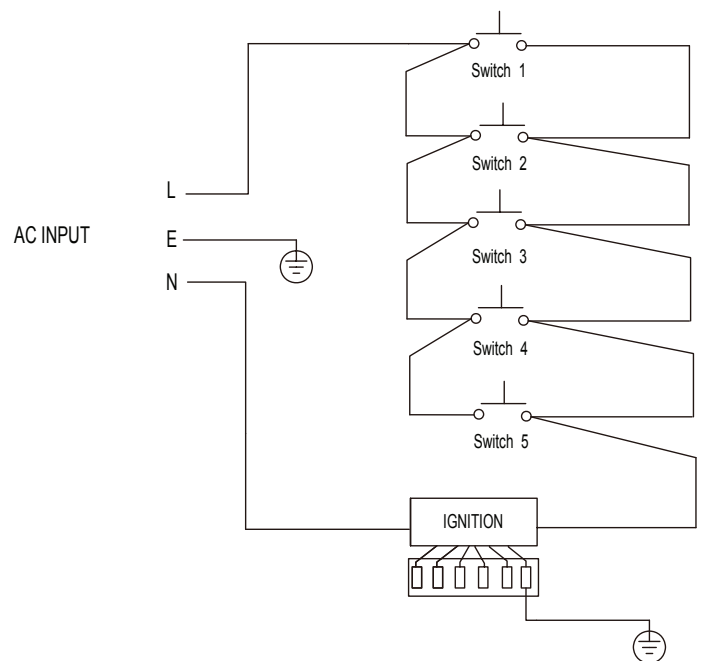 Switch 1
Switch 2
L
AC INPUT
E
Switch 3
N
Switch 4
Switch 5
IGNITION